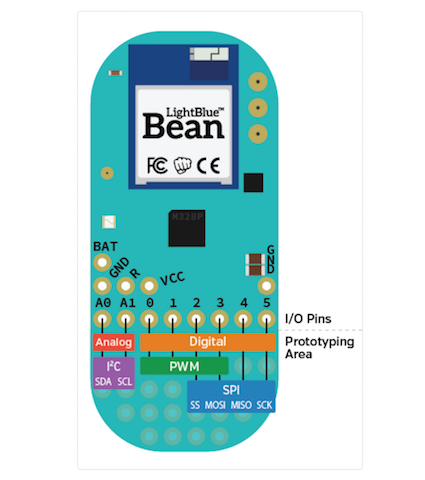 LightBlue™
Bean
FC CE
M328P
BAT
GND
R
VCC
GND
A0 A1 0 1 2 3 4 5
I/O Pins
Analog
Digital
Prototyping
Area
I²C
PWM
SDA SCL
SPI
SS MOSI MISO SCK